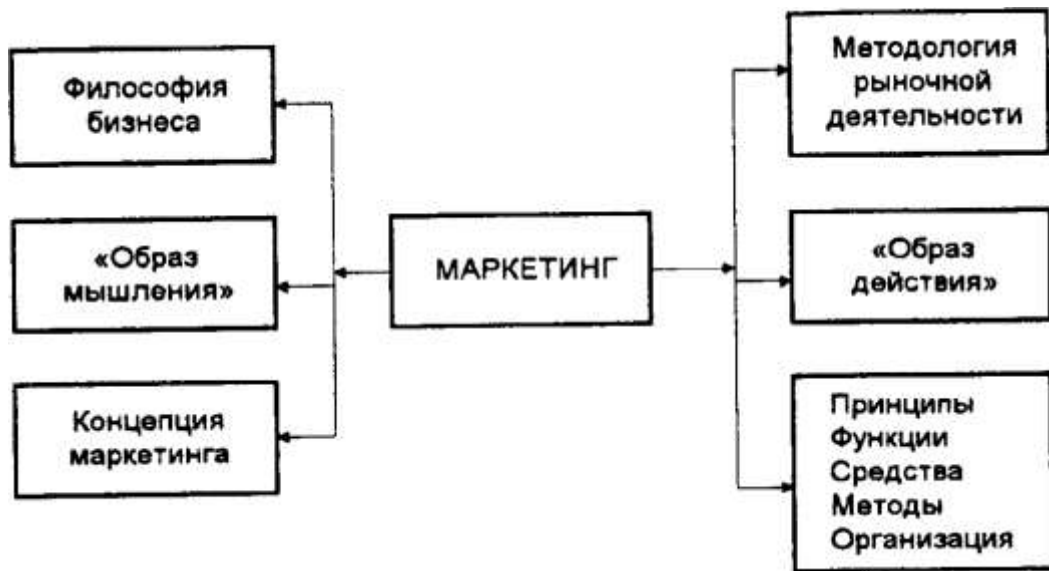 Философия
бизнеса
«Образ
мышления»
Концепция
маркетинга
МАРКЕТИНГ
Методология
рыночной
деятельности
«Образ
действия»
Принципы
Функции
Средства
Методы
Организация